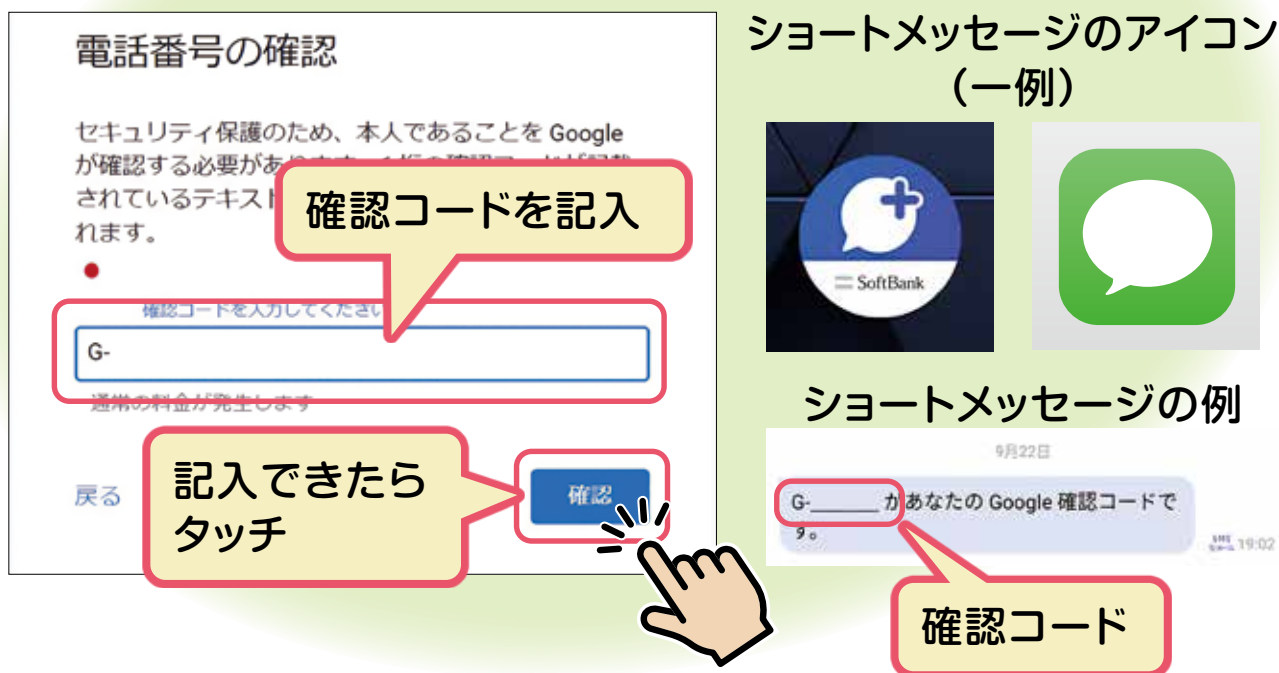 電話番号の確認
セキュリティ保護のため、本人であることを Google
が確認する必要があります。
されているテキスト
れます。
確認コードを記入
確認コードを入力してください
G-
通常の料金が発生します
戻る
記入できたら
タッチ
確認
ショートメッセージのアイコン
(一例)
SoftBank
ショートメッセージの例
9月22日
G-______ があなたの Google 確認コードで
す。
19:02
確認コード